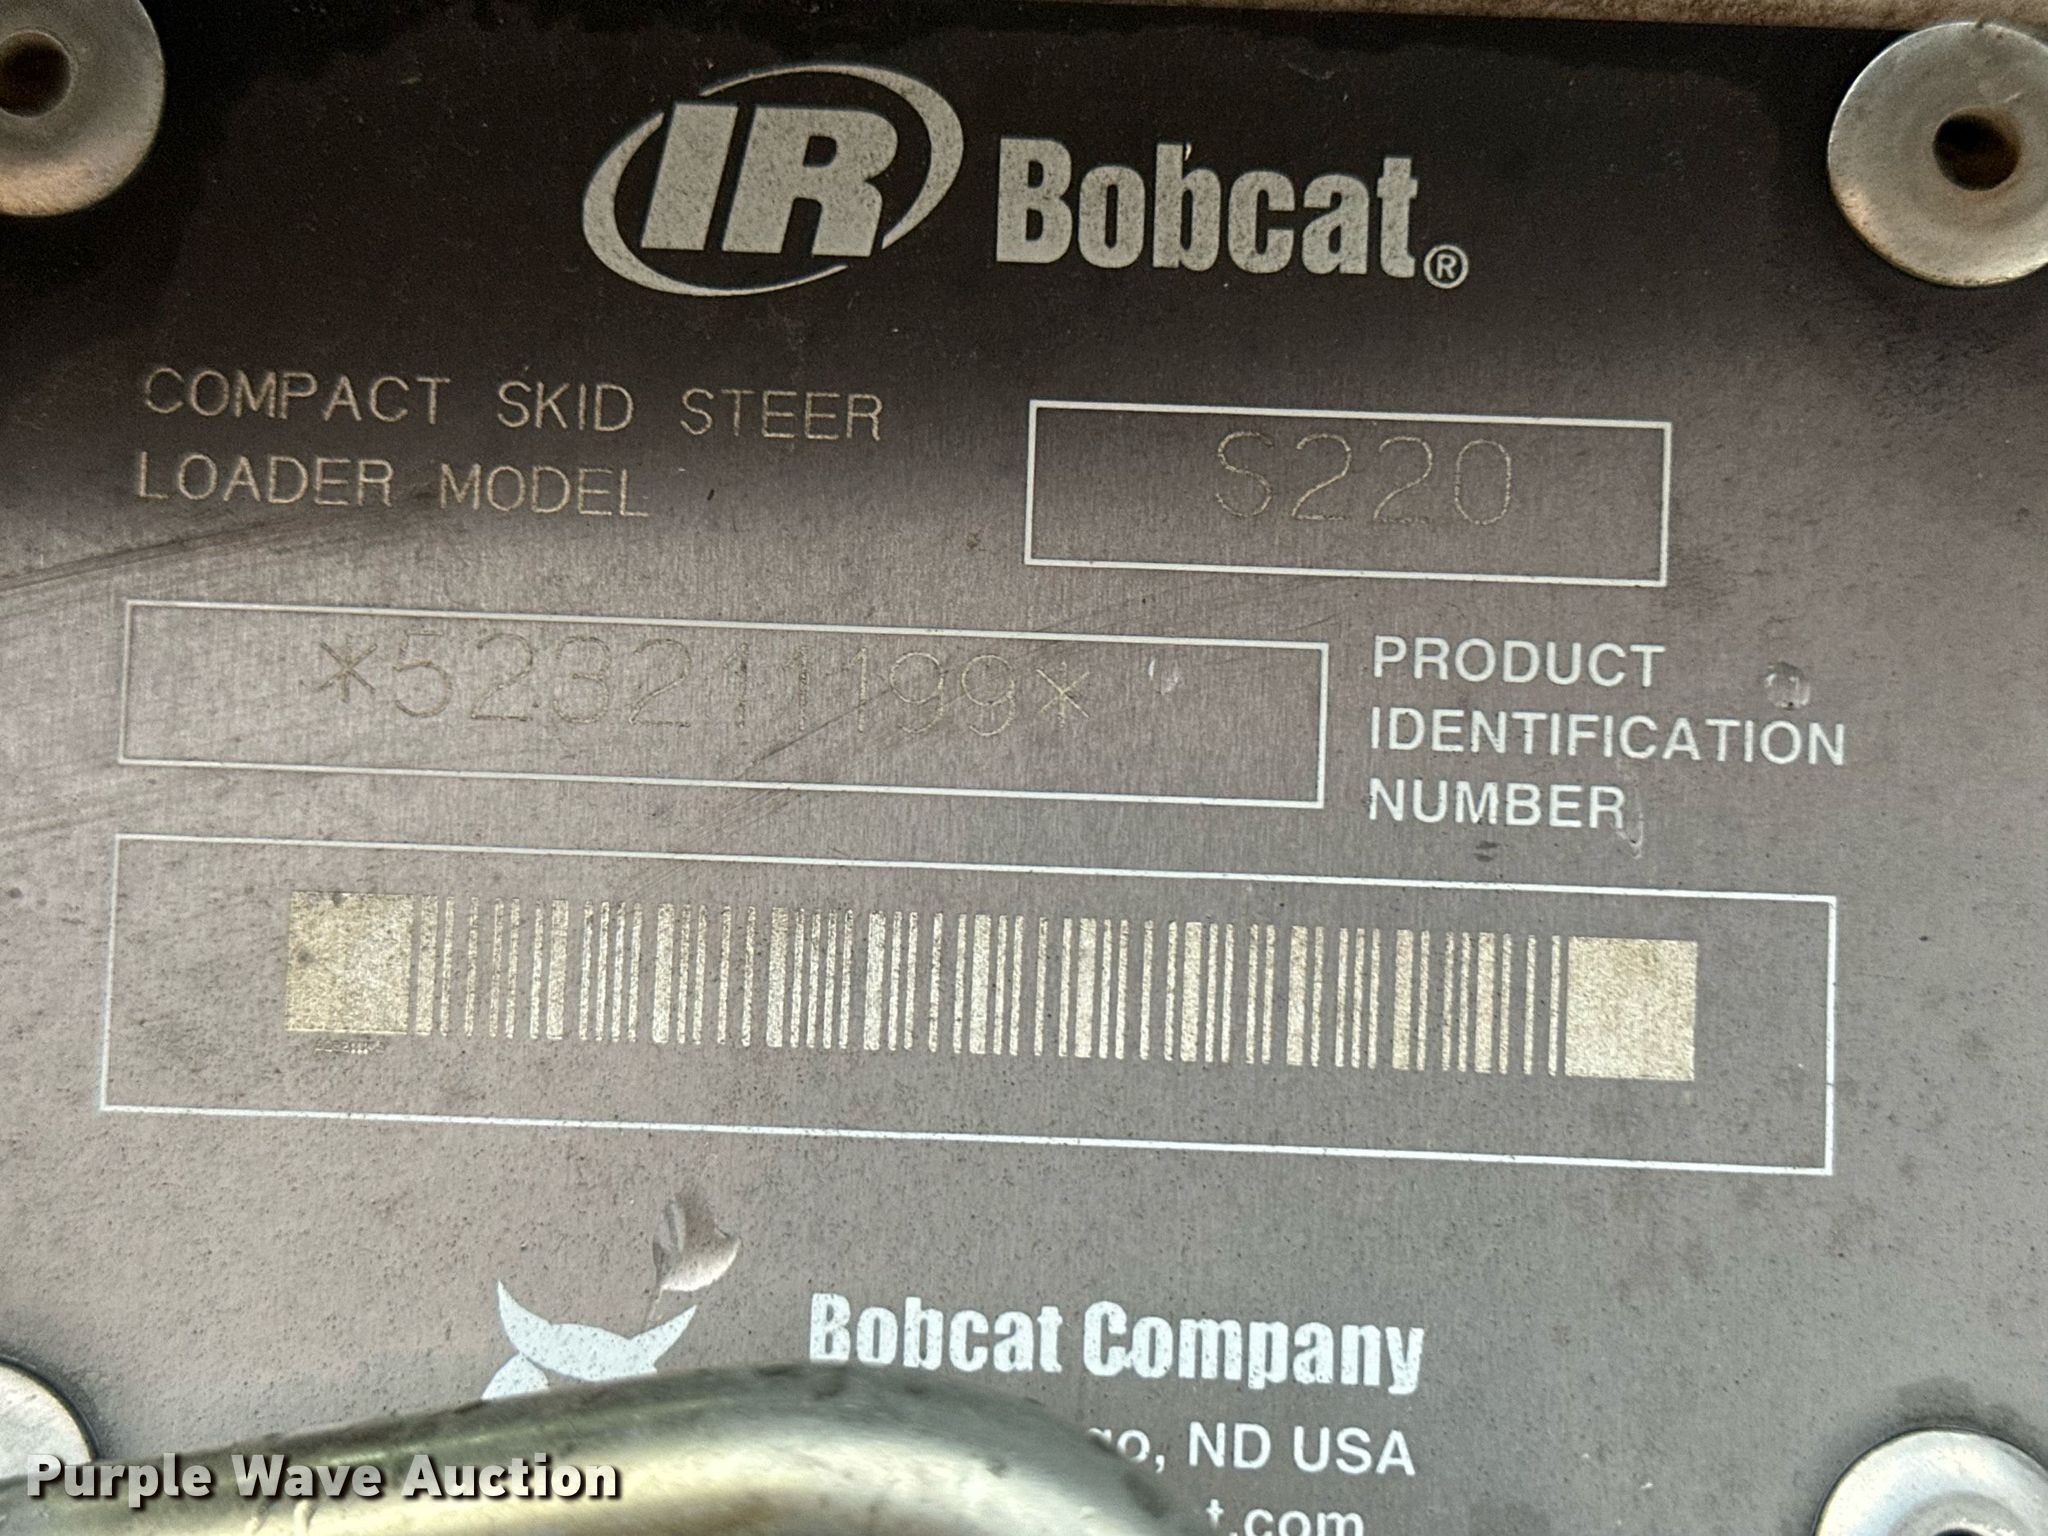 IR Bobcat®
COMPACT SKID STEER
LOADER MODEL
S220
*523211199*
PRODUCT
IDENTIFICATION
NUMBER
Bobcat Company
go, ND USA
t.com
Purple Wave Auction